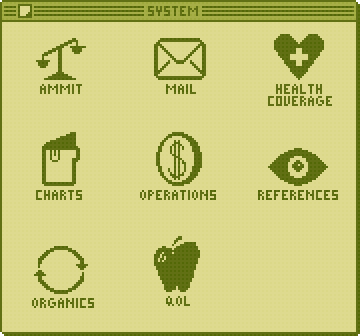 SYSTEM
AMMIT
MAIL
HEALTH
COVERAGE
CHARTS
OPERATIONS
REFERENCES
ORGANICS
QOL